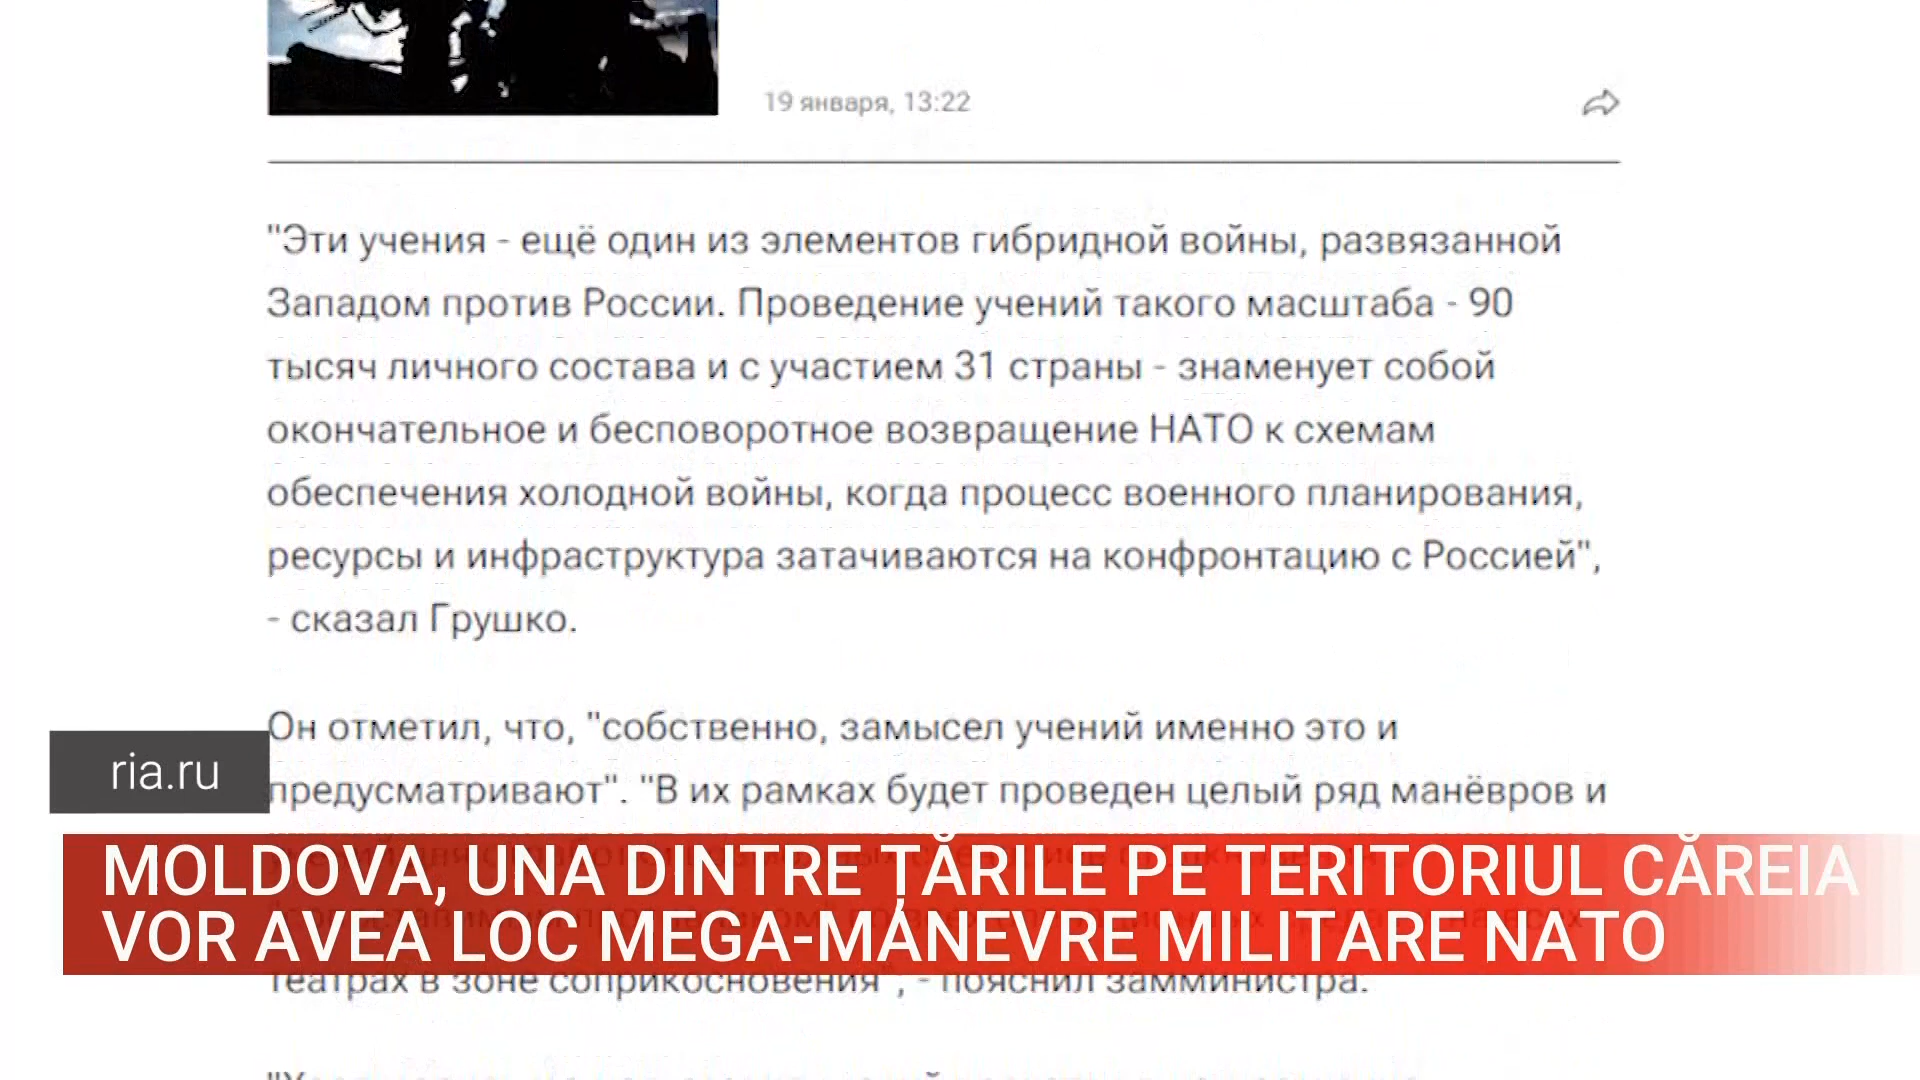 19 января, 13:22
"Эти учения - ещё один из элементов гибридной войны, развязанной
Западом против России. Проведение учений такого масштаба - 90
тысяч личного состава и с участием 31 страны - знаменует собой
окончательное и бесповоротное возвращение НАТО к схемам
обеспечения холодной войны, когда процесс военного планирования,
ресурсы и инфраструктура затачиваются на конфронтацию с Россией",
- сказал Грушко.
Он отметил, что, "собственно, замысел учений именно это и
предусматривают". "В их рамках будет проведен целый ряд манёвров и
театрах в зоне соприкосновения", - пояснил замминистра.
ria.ru
MOLDOVA, UNA DINTRE ȚĂRILE PE TERITORIUL CĂREIA
VOR AVEA LOC MEGA-MANEVRE MILITARE NATO